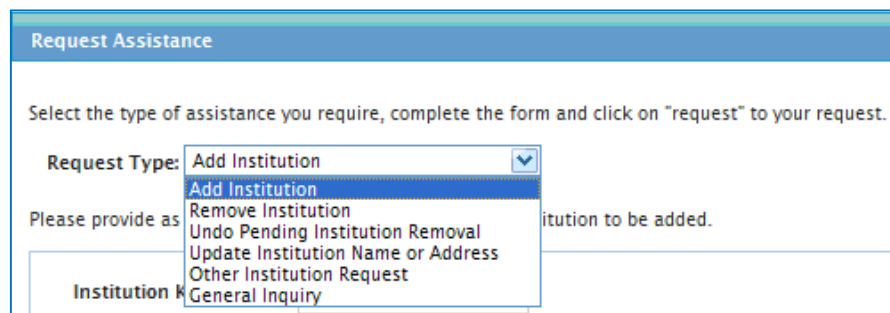 Request Assistance
Select the type of assistance you require, complete the form and click on "request" to your request.
Request Type: Add Institution
Add Institution
Remove Institution
Please provide as
itution to be added.
Undo Pending Institution Removal
Update Institution Name or Address
Other Institution Request
Institution K
General Inquiry